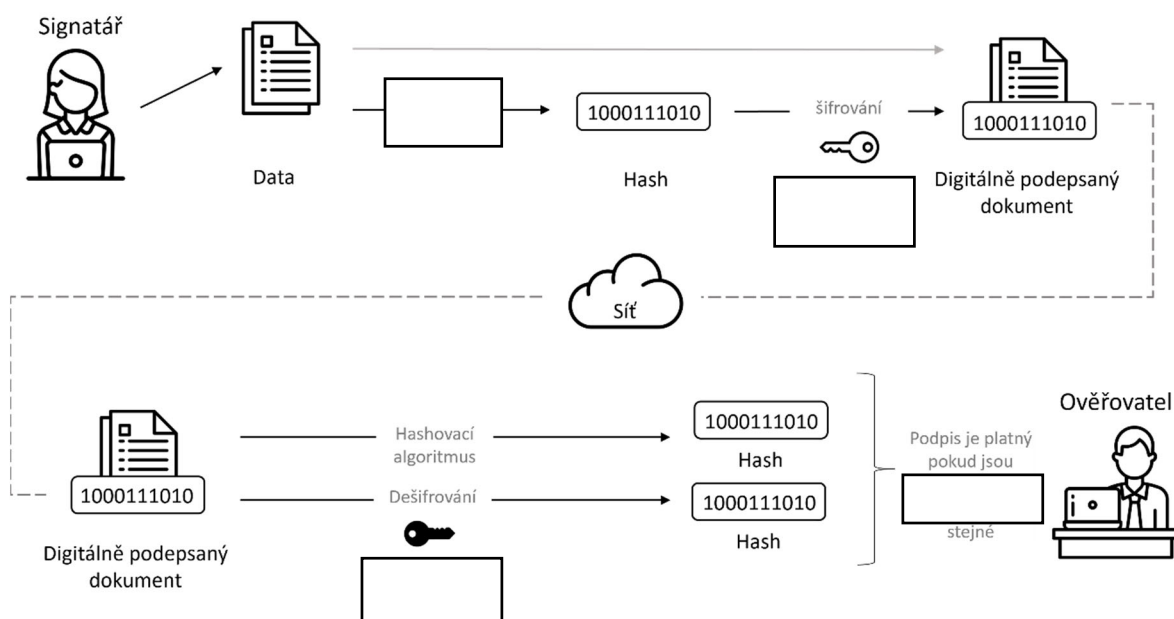 Signatář
Data
1000111010
Hash
šifrování
1000111010
Digitálně podepsaný
dokument
Síť
1000111010
Digitálně podepsaný
dokument
Hashovací
algoritmus
Dešifrování
1000111010
Hash
1000111010
Hash
Podpis je platný
pokud jsou
stejné
Ověřovatel